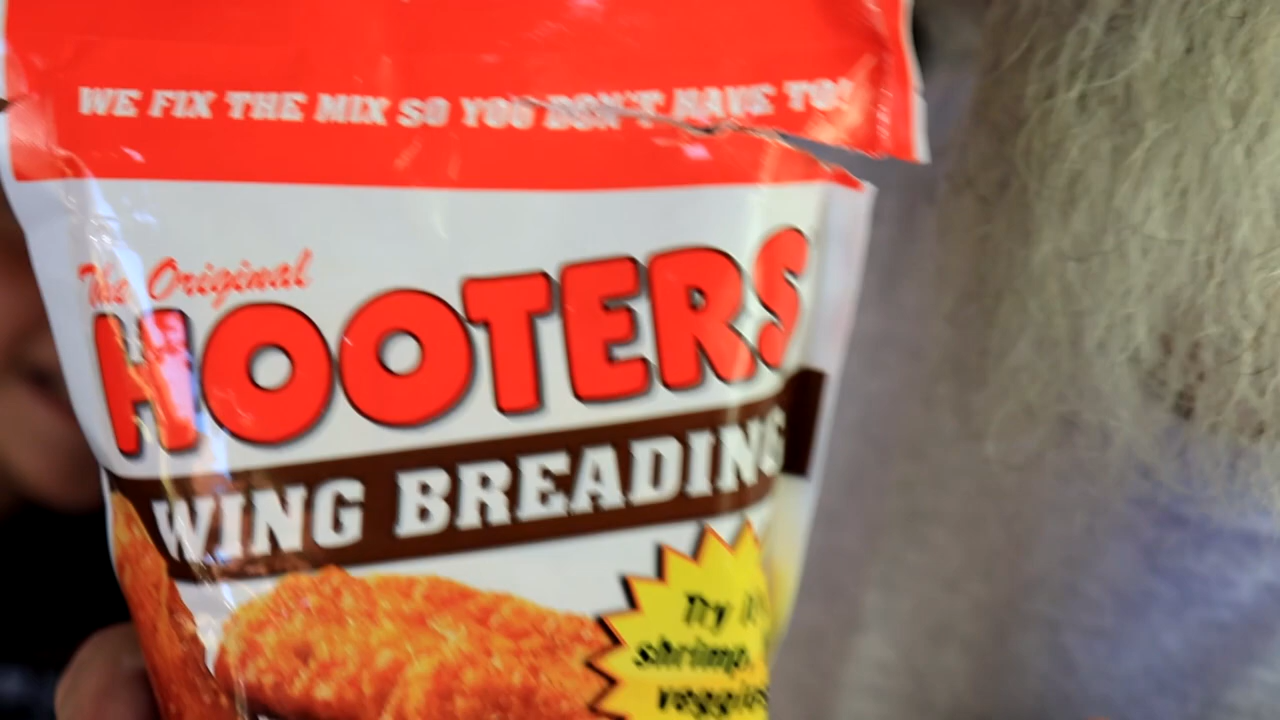 WE FIX THE MIX SO YOU DON'T HAVE TO!
The Original
HOOTERS
WING BREADING
Try
shrimp,
veggies